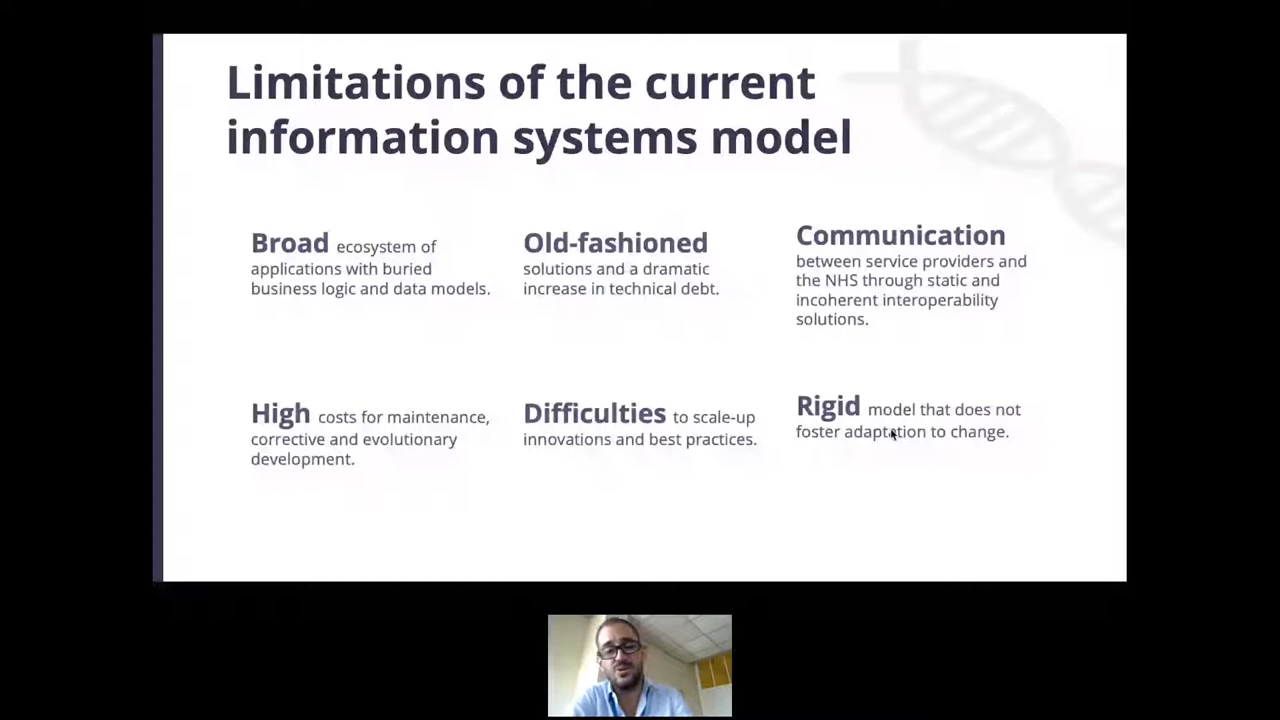 Limitations of the current
information systems model
Broad ecosystem of
applications with buried
business logic and data models.
Old-fashioned
solutions and a dramatic
increase in technical debt.
Communication
between service providers and
the NHS through static and
incoherent interoperability
solutions.
High costs for maintenance,
corrective and evolutionary
development.
Difficulties to scale-up
innovations and best practices.
Rigid model that does not
foster adaptation to change.